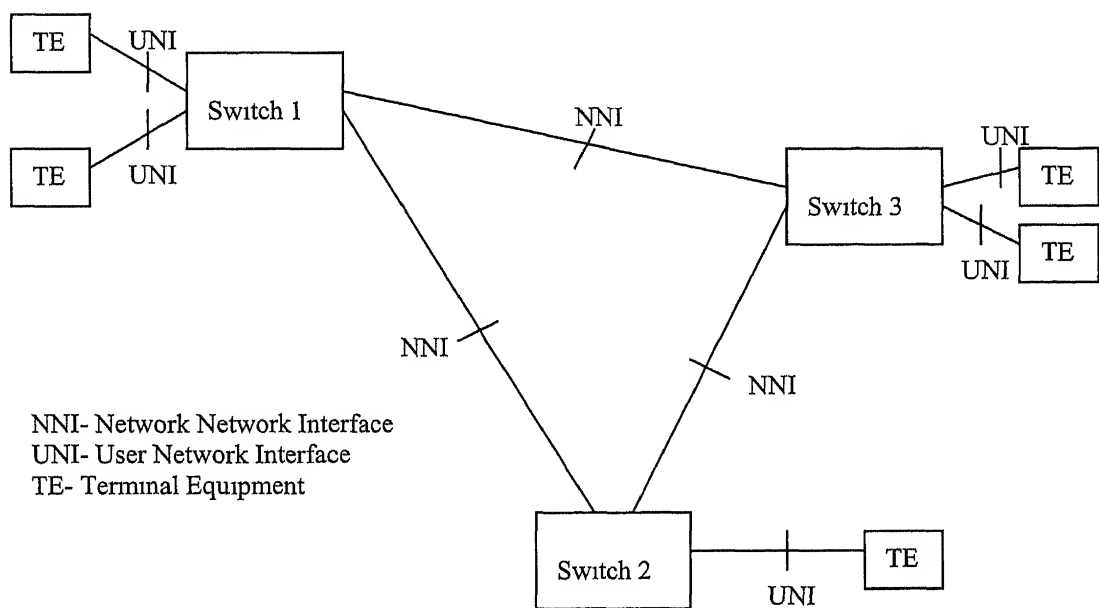 TE
UNI
Switch 1
TE
UNI
NNI
UNI
TE
Switch 3
TE
UNI
NNI
NNI
NNI- Network Network Interface
UNI- User Network Interface
TE- Terminal Equipment
Switch 2
TE
UNI